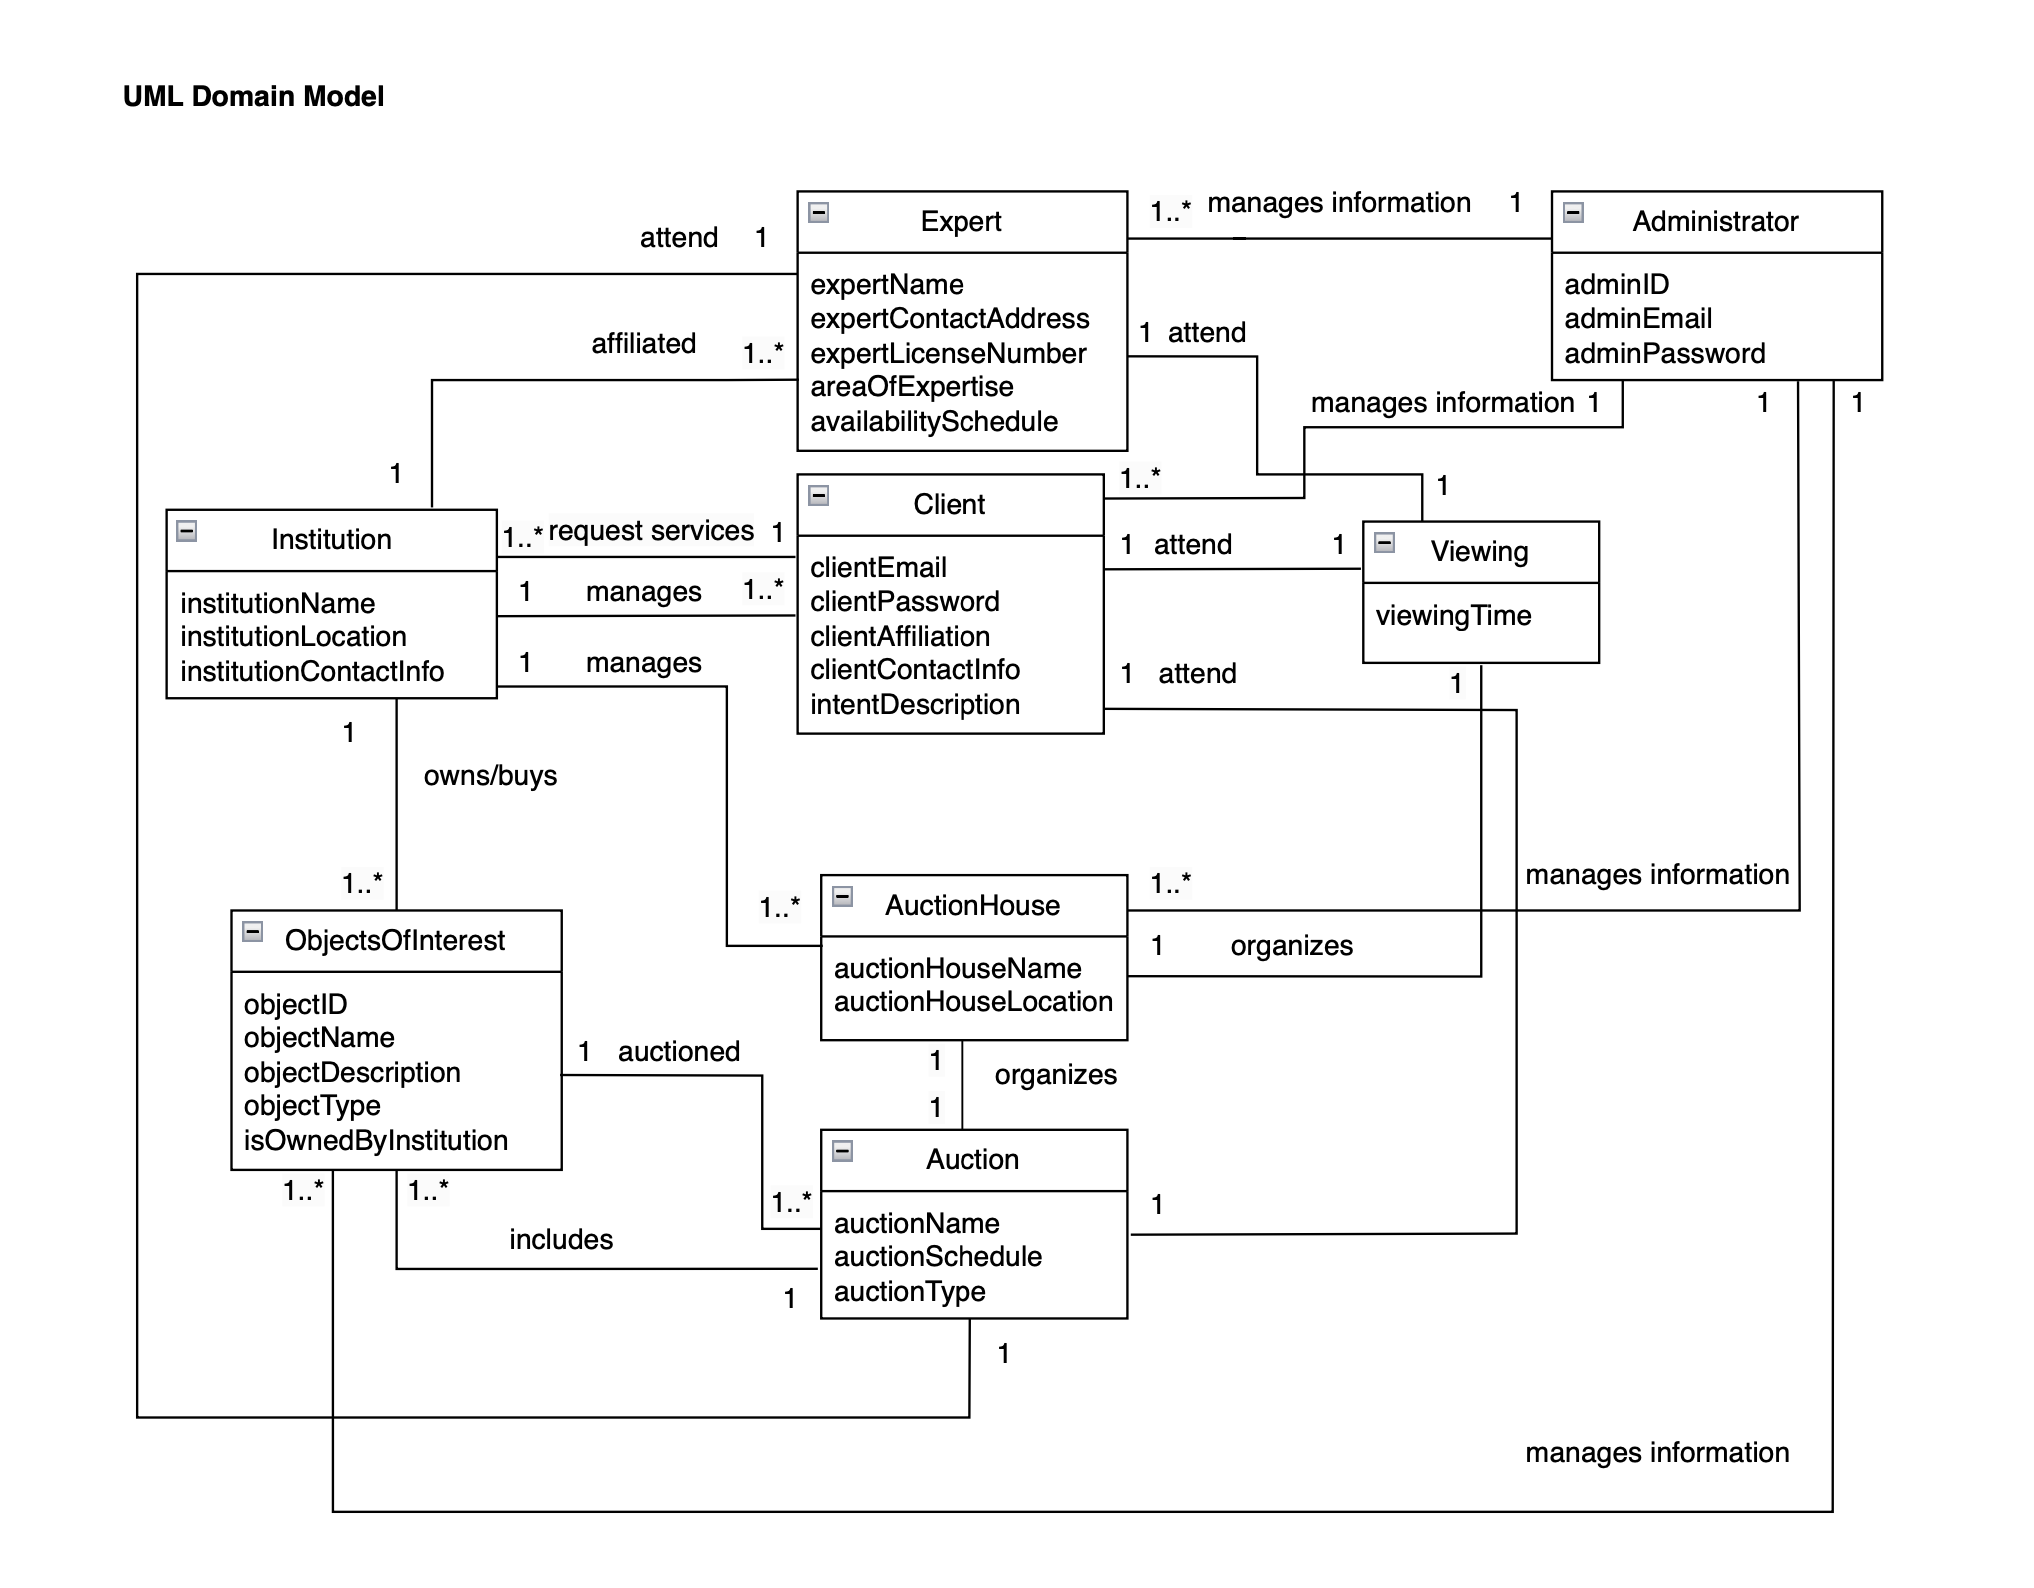 UML Domain Model
Expert
expertName
expertContactAddress
expertLicenseNumber
areaOfExpertise
availabilitySchedule
1..* manages information 1
Administrator
adminID
adminEmail
adminPassword
attend 1
affiliated 1..*
1
1 attend
1
manages information 1
1..*
1
1
Institution
institutionName
institutionLocation
institutionContactInfo
1..* request services 1
1 manages 1..*
1 manages
1..*
Client
clientEmail
clientPassword
clientAffiliation
clientContactInfo
intentDescription
1 attend 1
1 attend
Viewing
viewingTime
1
1
owns/buys
1..*
ObjectsOfInterest
objectID
objectName
objectDescription
objectType
isOwnedByInstitution
AuctionHouse
auctionHouseName
auctionHouseLocation
1..*
manages information
1 organizes
1 auctioned
1..*
1
organizes
1
Auction
auctionName
auctionSchedule
auctionType
1
1..*
1..*
includes
1
1
manages information